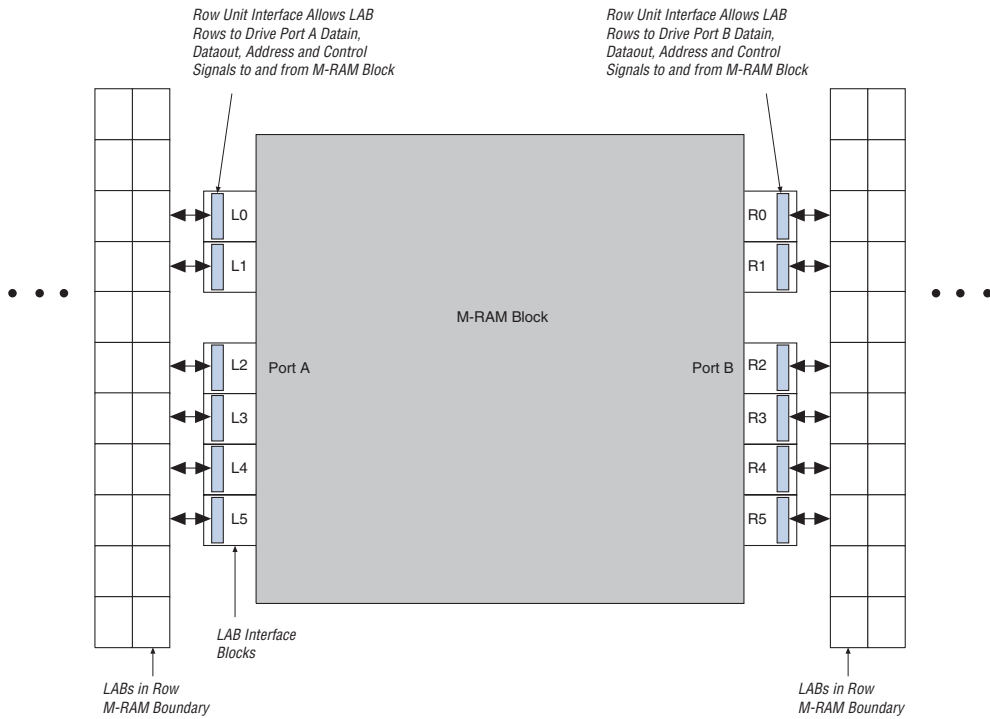 Row Unit Interface Allows LAB
Rows to Drive Port A Datain,
Dataout, Address and Control
Signals to and from M-RAM Block
Row Unit Interface Allows LAB
Rows to Drive Port B Datain,
Dataout, Address and Control
Signals to and from M-RAM Block
L0
R0
L1
R1
M-RAM Block
L2
Port A
Port B
R2
L3
R3
L4
R4
L5
R5
LAB Interface
Blocks
LABs in Row
M-RAM Boundary
LABs in Row
M-RAM Boundary